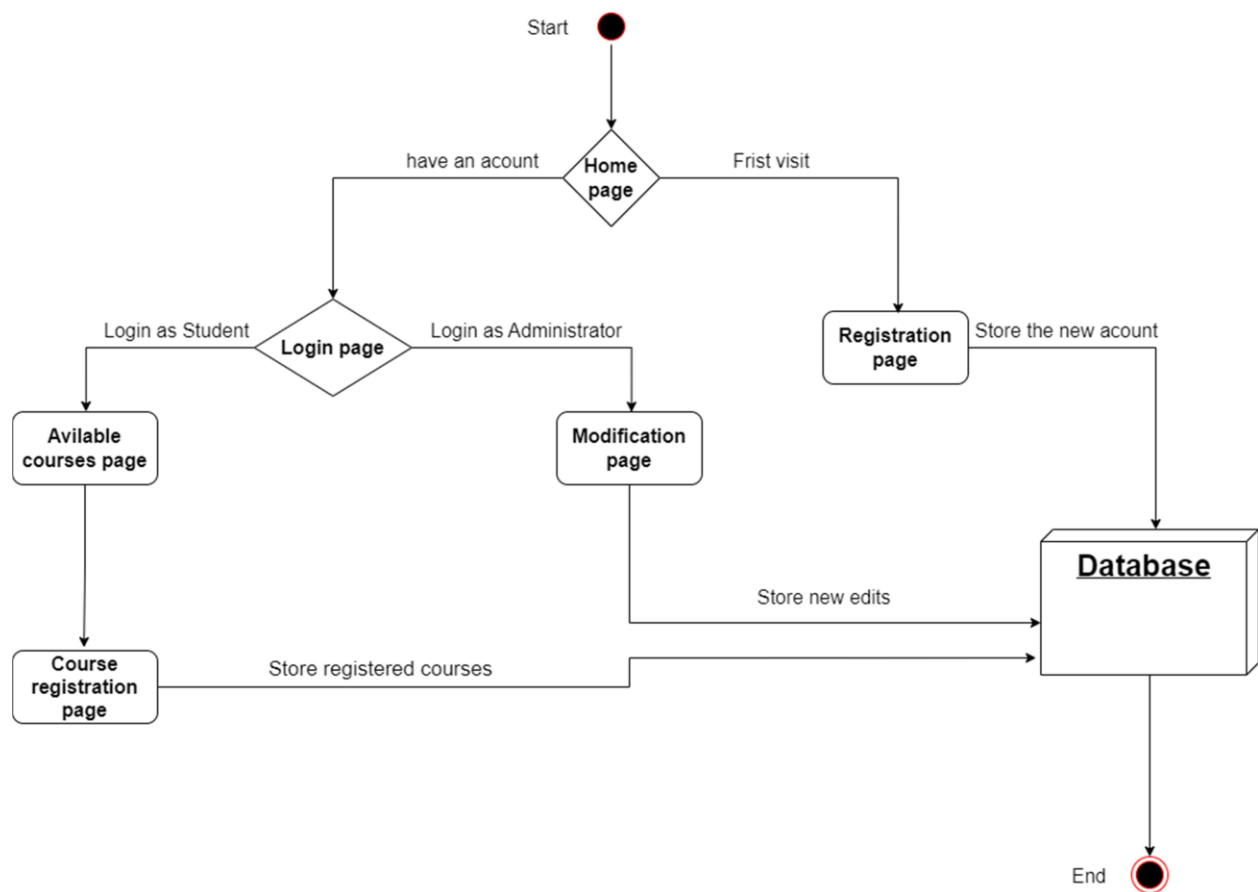 Start
have an acount
Frist visit
Home
page
Login as Student
Login as Administrator
Login page
Registration
page
Store the new acount
Avilable
courses page
Modification
page
Database
Store new edits
Course
registration
page
Store registered courses
End